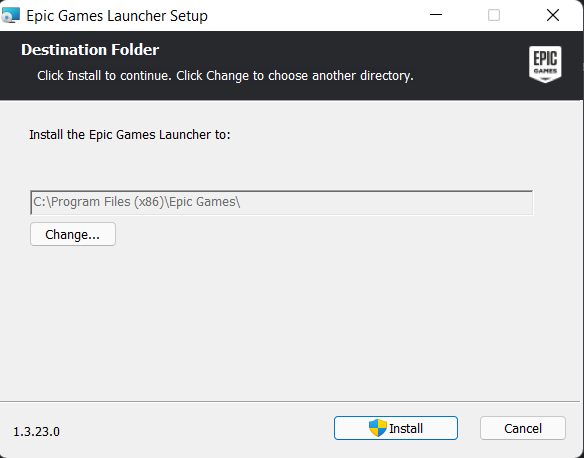 Epic Games Launcher Setup
Destination Folder
Click Install to continue. Click Change to choose another directory.
EPIC
GAMES
Install the Epic Games Launcher to:
C:\Program Files (x86)\Epic Games\
Change...
1.3.23.0
Install
Cancel